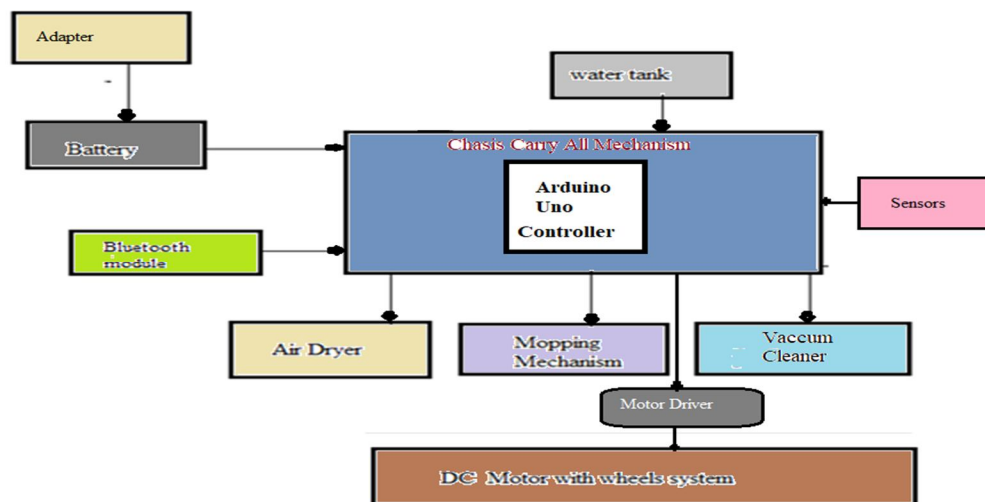 Adapter
water tank
Battery
Chasis Carry All Mechanism
Arduino
Uno
Controller
Sensors
Bluetooth
module
Air Dryer
Mopping
Mechanism
Vaccum
Cleaner
Motor Driver
DC Motor with wheels system